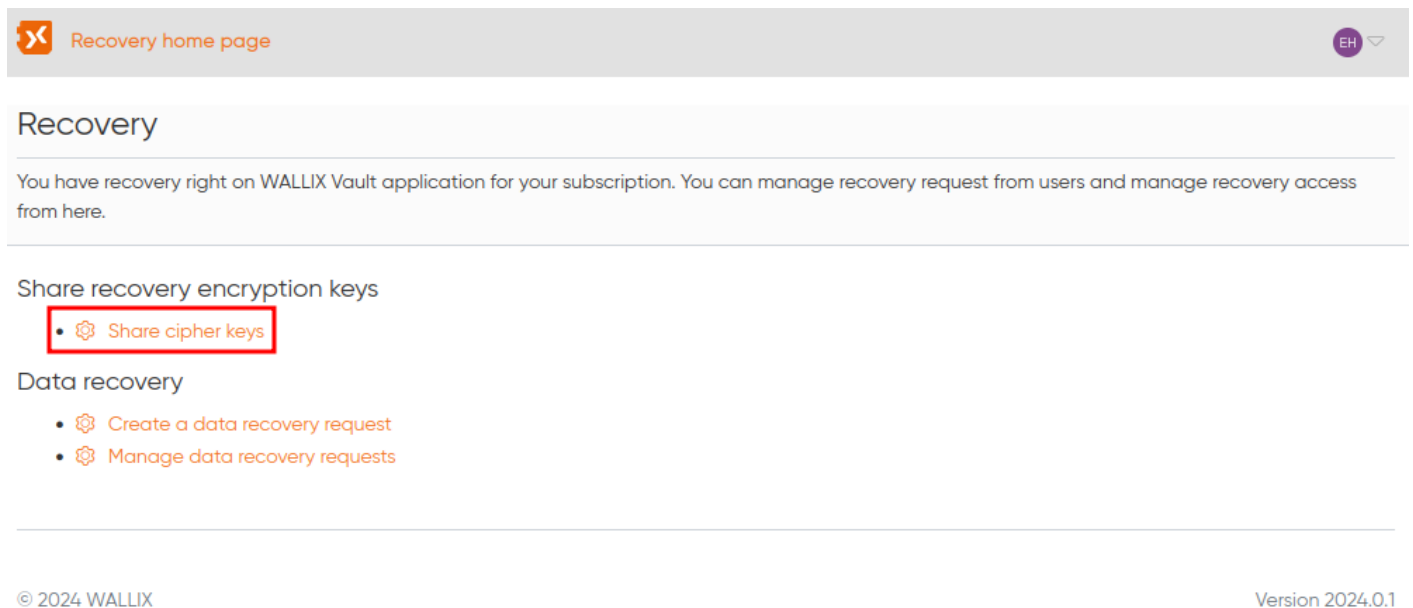 Recovery home page
EH
Recovery
You have recovery right on WALLIX Vault application for your subscription. You can manage recovery request from users and manage recovery access
from here.
Share recovery encryption keys
Share cipher keys
Data recovery
Create a data recovery request
Manage data recovery requests
© 2024 WALLIX
Version 2024.0.1